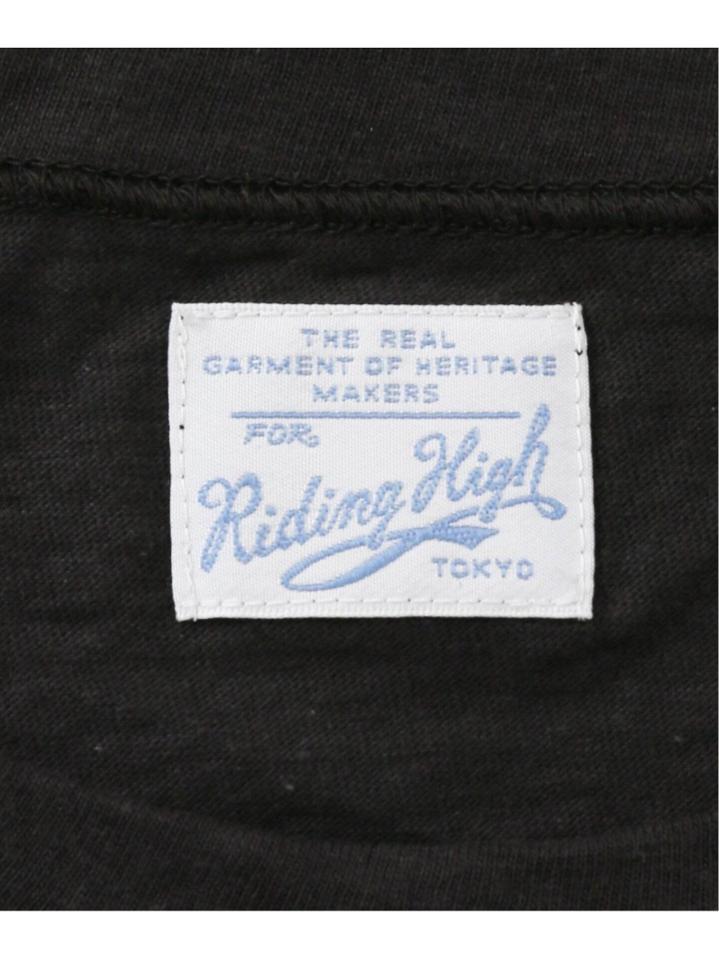 THE REAL
GARMENT OF HERITAGE
MAKERS
FOR
Riding High
TOKYO